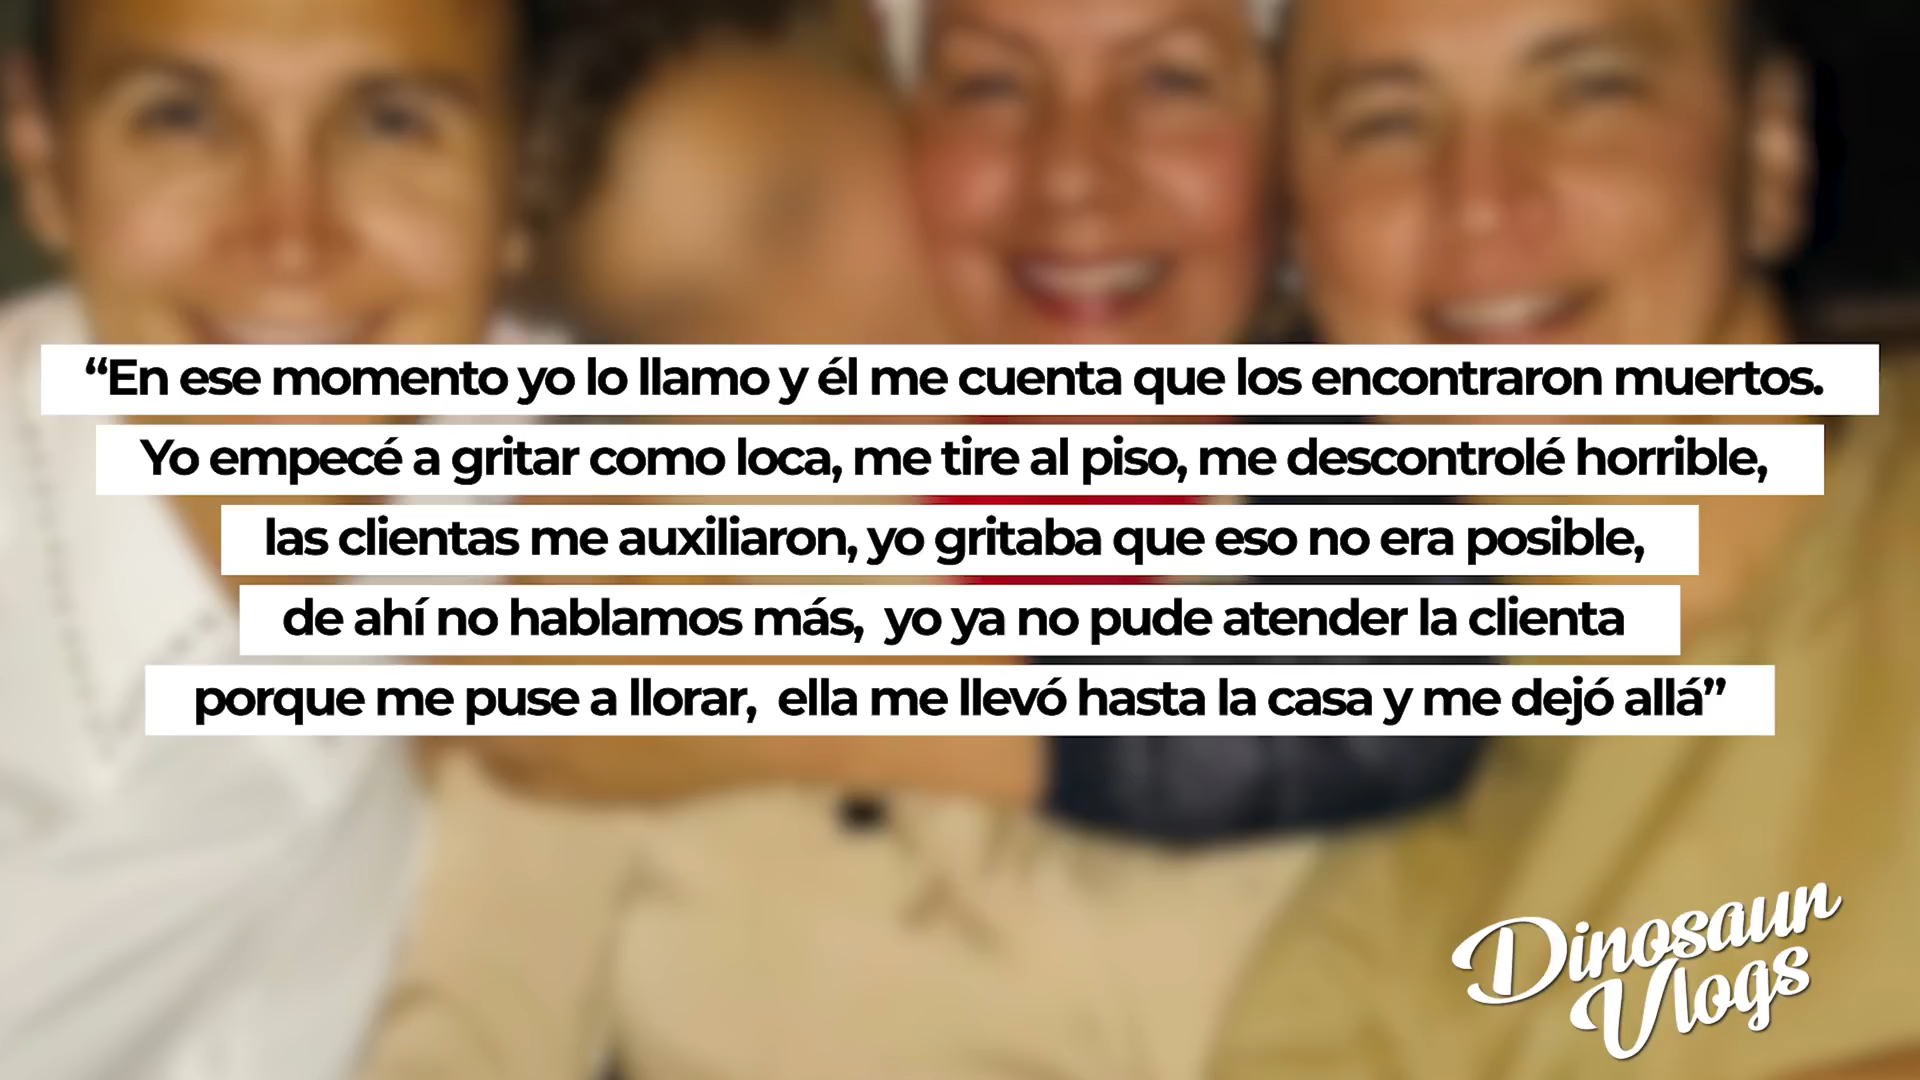 “En ese momento yo lo llamo y él me cuenta que los encontraron muertos.
Yo empecé a gritar como loca, me tire al piso, me descontrolé horrible,
las clientas me auxiliaron, yo gritaba que eso no era posible,
de ahí no hablamos más, yo ya no pude atender la clienta
porque me puse a llorar, ella me llevó hasta la casa y me dejó allá”
Dinosaur
Vlogs